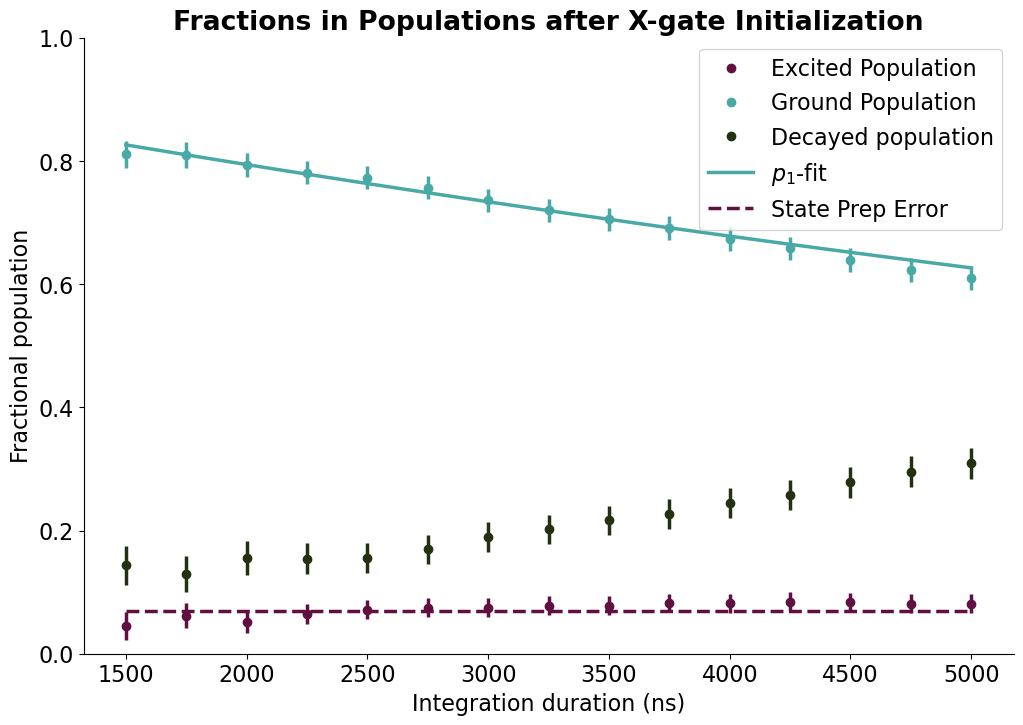 Fractions in Populations after X-gate Initialization
1.0
0.8
0.6
0.4
0.2
0.0
Fractional population
Excited Population
Ground Population
Decayed population
p₁-fit
State Prep Error
1500 2000 2500 3000 3500 4000 4500 5000
Integration duration (ns)